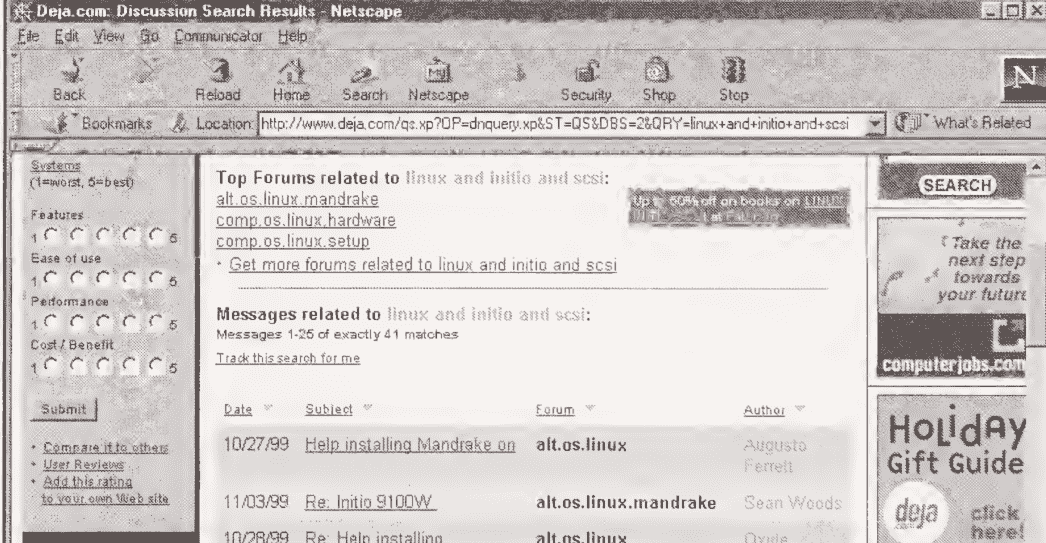 Deja.com: Discussion Search Results - Netscape
File Edit View Go Communicator Help
Back Reload Home Search Netscape Security Shop Stop
N
Bookmarks Location: http://www.deja.com/qs.xp?OP=dnquery.xp&ST=QS&DBS=2&QRY=linux+and+initio+and+scsi What's Related
Systems
(1=worst, 5=best)
Features
1 5
Ease of use
1 5
Performance
1 5
Cost / Benefit
1 5
Submit
• Compare it to others
• User Reviews
• Add this rating
to your own Web site
Top Forums related to linux and initio and scsi:
alt.os.linux.mandrake
comp.os.linux.hardware
comp.os.linux.setup
• Get more forums related to linux and initio and scsi
Up to 60% off on books on LINUX
Messages related to linux and initio and scsi:
Messages 1-25 of exactly 41 matches
Track this search for me
Date Subject Forum Author
10/27/99 Help installing Mandrake on alt.os.linux Augusto
11/03/99 Re: Initio 9100W alt.os.linux.mandrake Sean Woods
10/28/99 Re: Help installing alt.os.linux
SEARCH
Take the
next step
towards
your future
computerjobs.com
HoLidAY
Gift Guide
deja
click
here!